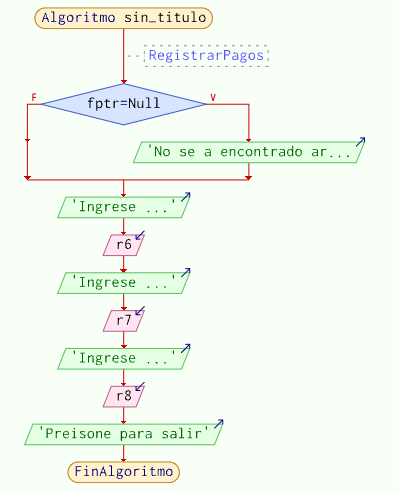 Algoritmo sin_titulo
RegistrarPagos
F
V
fptr=Null
'No se a encontrado ar...
'Ingrese ...'
r6
'Ingrese ...'
r7
'Ingrese ...'
r8
'Preisone para salir'
FinAlgoritmo